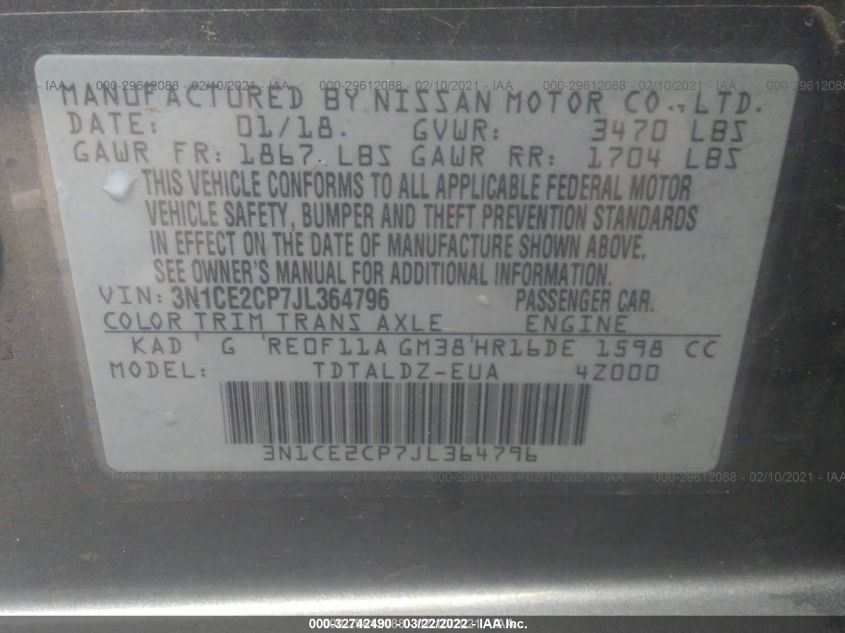 000-29612088 - 02/10/2021 - IAA
MANUFACTURED BY NISSAN MOTOR CO., LTD.
DATE: 01/18. GVWR: 3470 LBS
GAWR FR: 1867 LBS GAWR RR: 1704 LBS
THIS VEHICLE CONFORMS TO ALL APPLICABLE FEDERAL MOTOR
VEHICLE SAFETY, BUMPER AND THEFT PREVENTION STANDARDS
IN EFFECT ON THE DATE OF MANUFACTURE SHOWN ABOVE.
SEE OWNER'S MANUAL FOR ADDITIONAL INFORMATION.
VIN: 3N1CE2CP7JL364796 PASSENGER CAR.
COLOR TRIM TRANS AXLE ENGINE
KAD G RE0F11A GM38 HR16DE 1598 CC
MODEL: TDTALDZ-EUA 4Z000
3N1CE2CP7JL364796
000-32742490 - 03/22/2022 - IAA Inc.